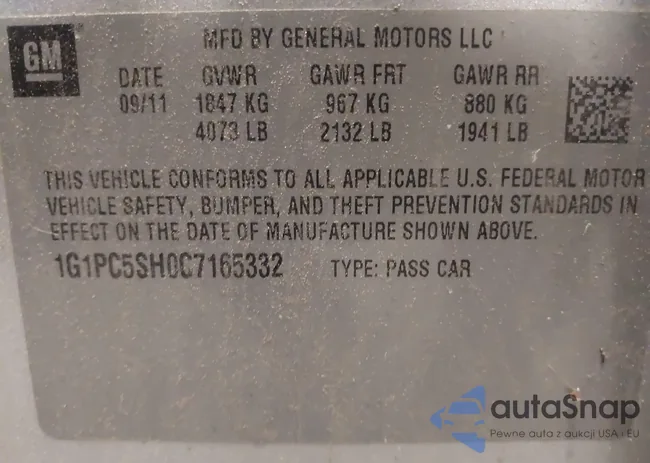 GM
MFD BY GENERAL MOTORS LLC
DATE GVWR GAWR FRT GAWR RR
09/11 1847 KG 967 KG 880 KG
4073 LB 2132 LB 1941 LB
THIS VEHICLE CONFORMS TO ALL APPLICABLE U.S. FEDERAL MOTOR
VEHICLE SAFETY, BUMPER, AND THEFT PREVENTION STANDARDS IN
EFFECT ON THE DATE OF MANUFACTURE SHOWN ABOVE.
1G1PC5SH0C7165332 TYPE: PASS CAR
autaSnap
Pewne auta z aukcji USA i EU